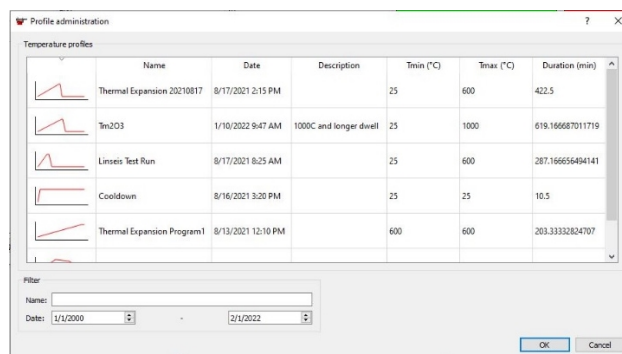 Profile administration
Temperature profiles
Name Date Description Tmin (°C) Tmax (°C) Duration (min)
Thermal Expansion 20210817 8/17/2021 2:15 PM 25 600 422.5
Tm2O3 1/10/2022 9:47 AM 1000C and longer dwell 25 1000 619.166687011719
Linseis Test Run 8/17/2021 8:25 AM 25 600 287.166656494141
Cooldown 8/16/2021 3:20 PM 25 25 10.5
Thermal Expansion Program1 8/13/2021 12:10 PM 600 600 203.33332824707
Filter
Name:
Date: 1/1/2000 - 2/1/2022
OK Cancel